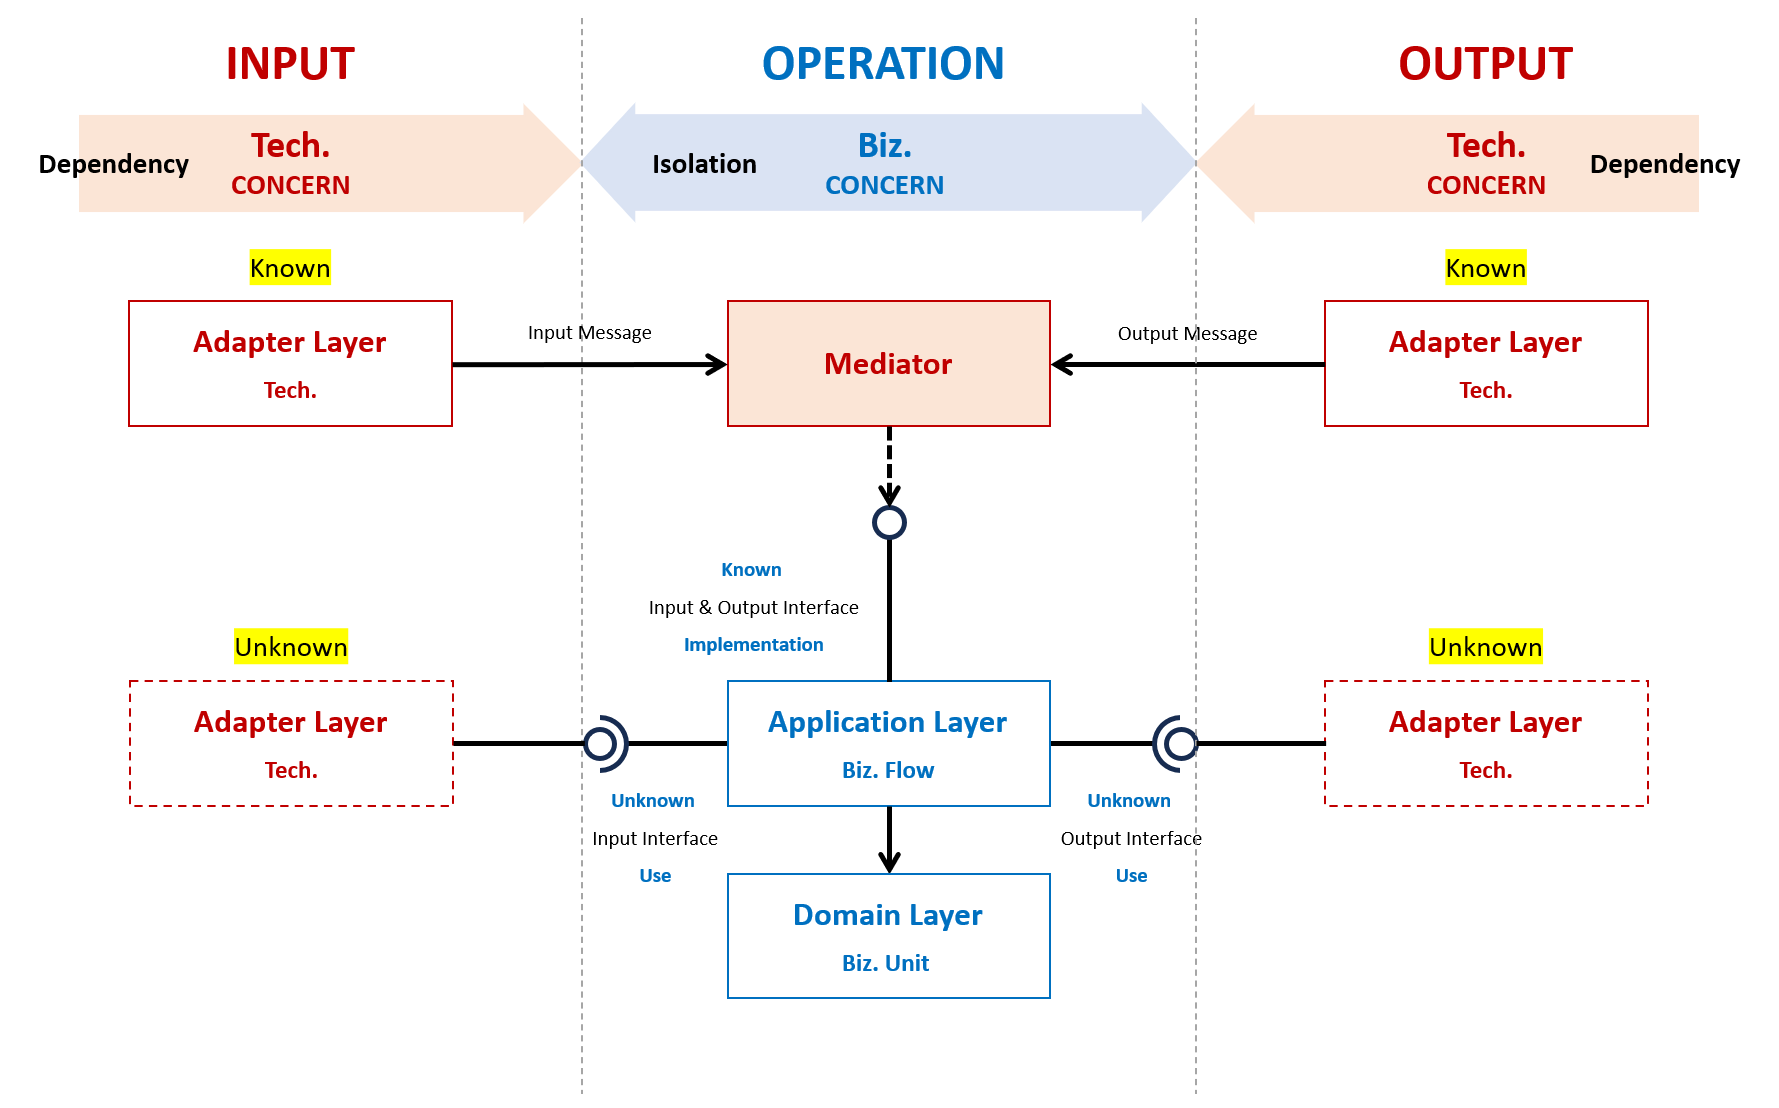 INPUT
OPERATION
OUTPUT
Dependency
Tech.
CONCERN
Isolation
Biz.
CONCERN
Tech.
CONCERN
Dependency
Known
Known
Adapter Layer
Tech.
Input Message
Mediator
Output Message
Adapter Layer
Tech.
Known
Input & Output Interface
Implementation
Unknown
Unknown
Adapter Layer
Tech.
Application Layer
Biz. Flow
Adapter Layer
Tech.
Unknown
Input Interface
Use
Unknown
Output Interface
Use
Domain Layer
Biz. Unit